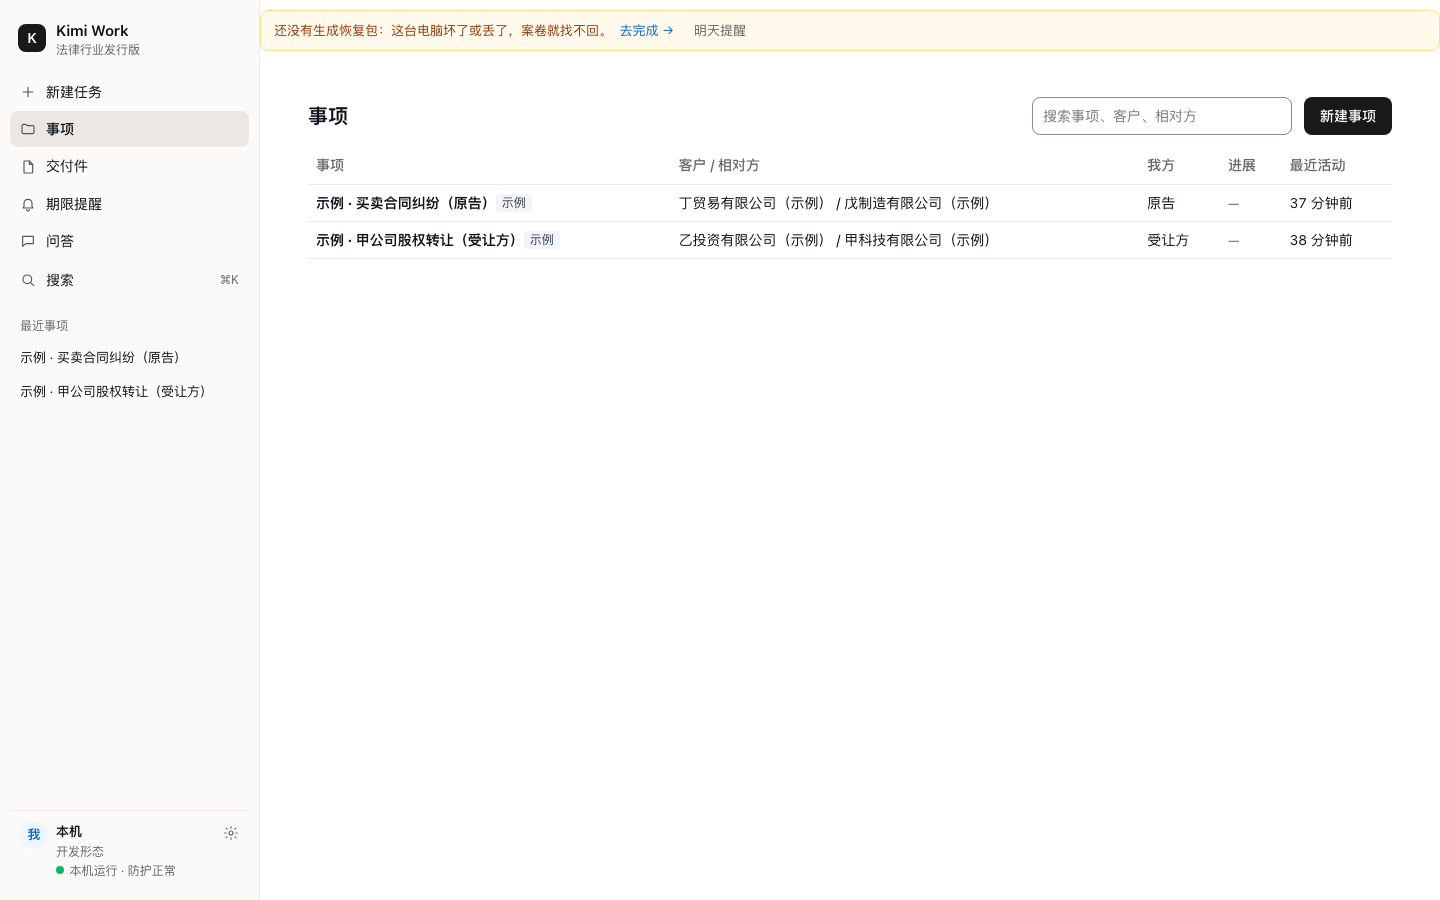 K
Kimi Work
法律行业发行版
新建任务
事项
交付件
期限提醒
问答
搜索 ⌘K
最近事项
示例 · 买卖合同纠纷（原告）
示例 · 甲公司股权转让（受让方）
我 本机
开发形态
本机运行 · 防护正常
还没有生成恢复包：这台电脑坏了或丢了，案卷就找不回。 去完成 → 明天提醒
事项 搜索事项、客户、相对方 新建事项
事项 客户 / 相对方 我方 进展 最近活动
示例 · 买卖合同纠纷（原告） 示例 丁贸易有限公司（示例） / 戊制造有限公司（示例） 原告 — 37 分钟前
示例 · 甲公司股权转让（受让方） 示例 乙投资有限公司（示例） / 甲科技有限公司（示例） 受让方 — 38 分钟前